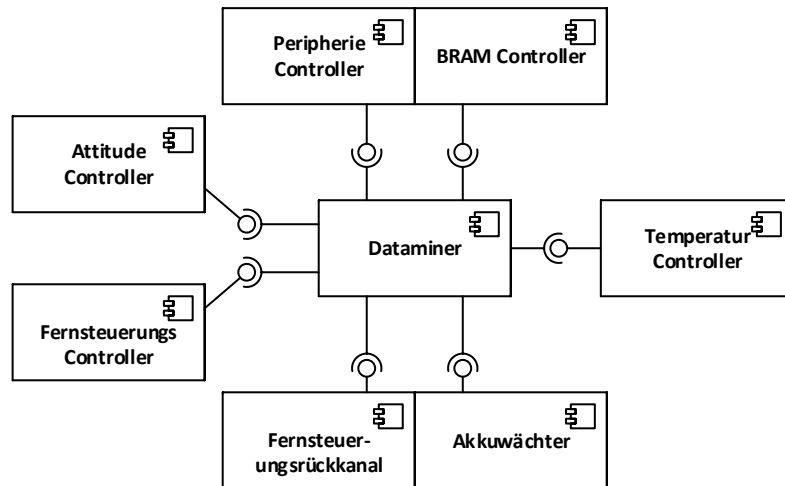 Peripherie
Controller
BRAM Controller
Attitude
Controller
Dataminer
Temperatur
Controller
Fernsteuerungs
Controller
Fernsteuer-
ungsrückkanal
Akkuwächter